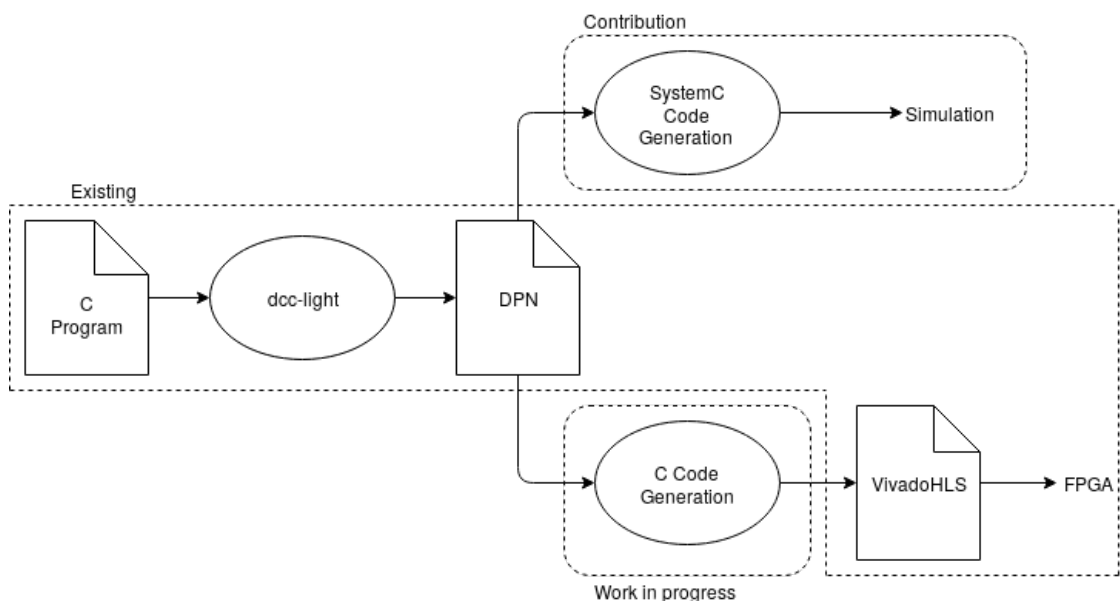 Contribution
SystemC
Code
Generation
Simulation
Existing
C
Program
dcc-light
DPN
C Code
Generation
VivadoHLS
FPGA
Work in progress